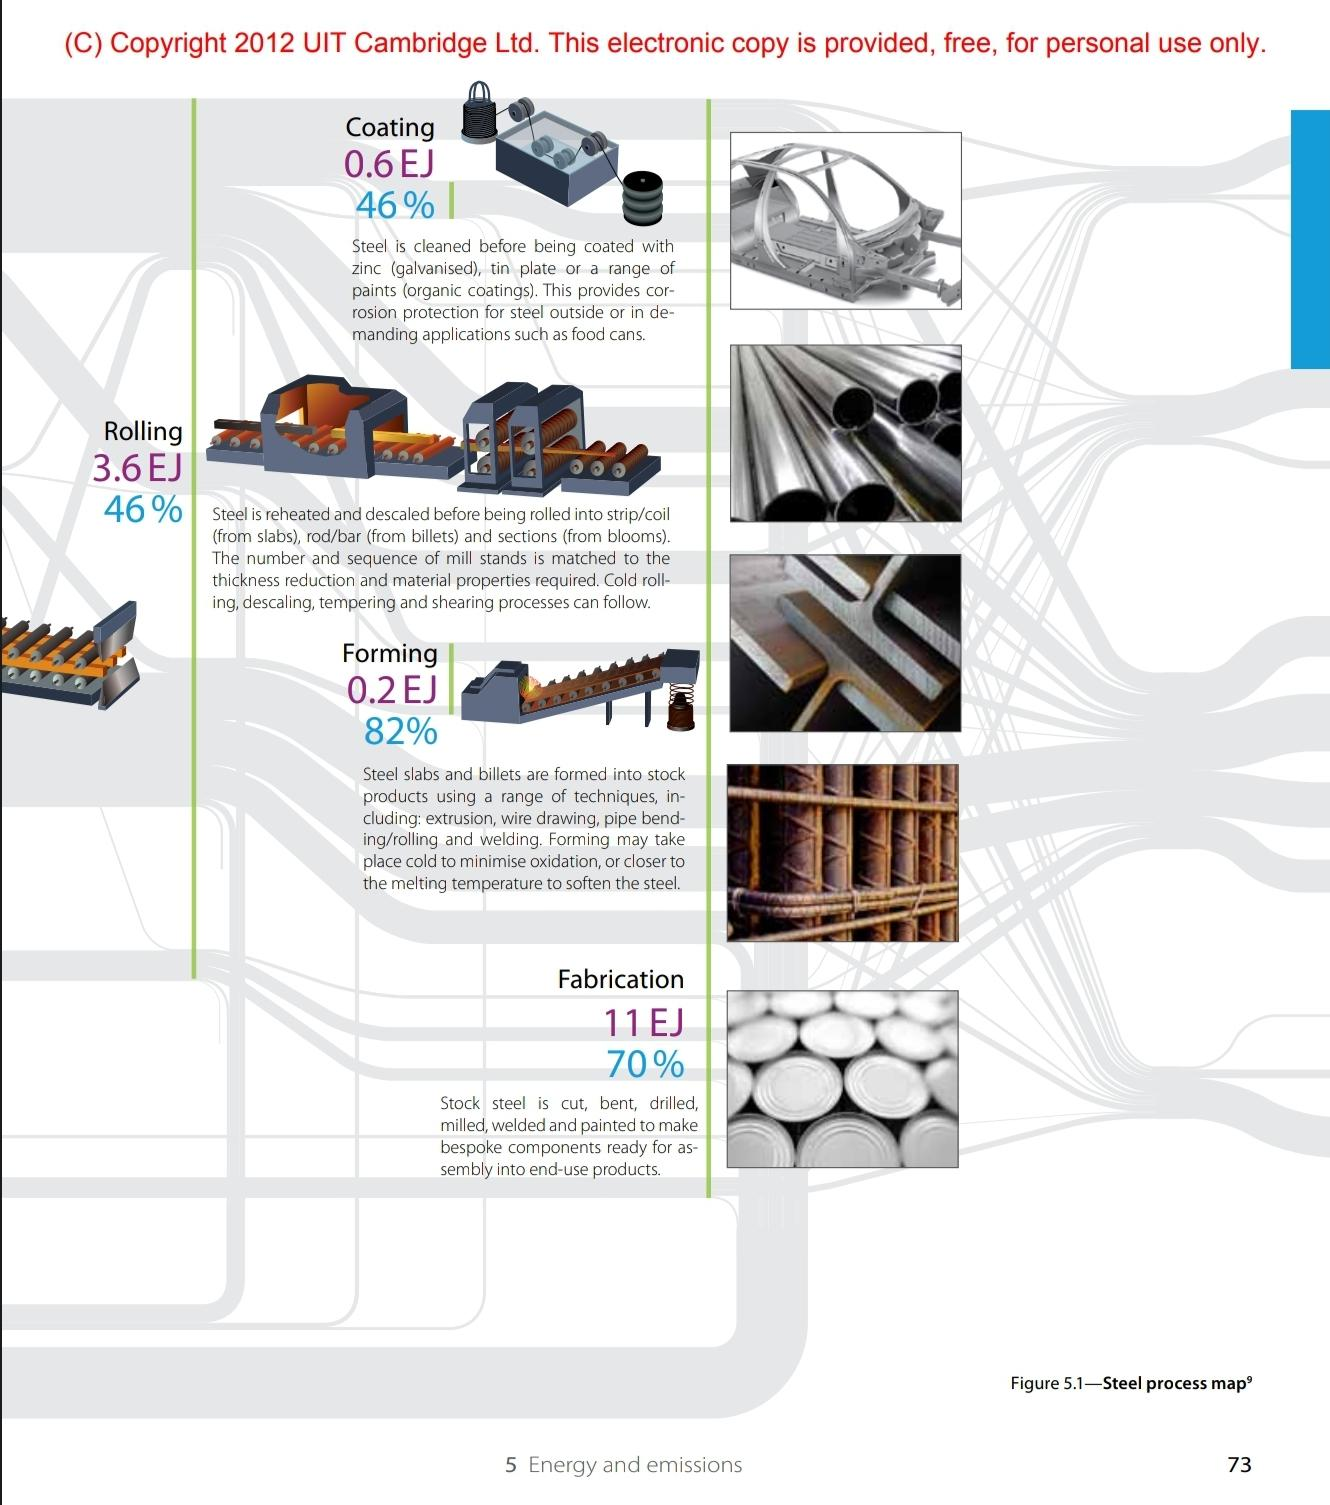 (C) Copyright 2012 UIT Cambridge Ltd. This electronic copy is provided, free, for personal use only.
Coating
0.6 EJ
46 %
Steel is cleaned before being coated with
zinc (galvanised), tin plate or a range of
paints (organic coatings). This provides cor-
rosion protection for steel outside or in de-
manding applications such as food cans.
Rolling
3.6 EJ
46 %
Steel is reheated and descaled before being rolled into strip/coil
(from slabs), rod/bar (from billets) and sections (from blooms).
The number and sequence of mill stands is matched to the
thickness reduction and material properties required. Cold roll-
ing, descaling, tempering and shearing processes can follow.
Forming
0.2 EJ
82%
Steel slabs and billets are formed into stock
products using a range of techniques, in-
cluding: extrusion, wire drawing, pipe bend-
ing/rolling and welding. Forming may take
place cold to minimise oxidation, or closer to
the melting temperature to soften the steel.
Fabrication
11 EJ
70 %
Stock steel is cut, bent, drilled,
milled, welded and painted to make
bespoke components ready for as-
sembly into end-use products.
Figure 5.1—Steel process map⁹
5 Energy and emissions
73